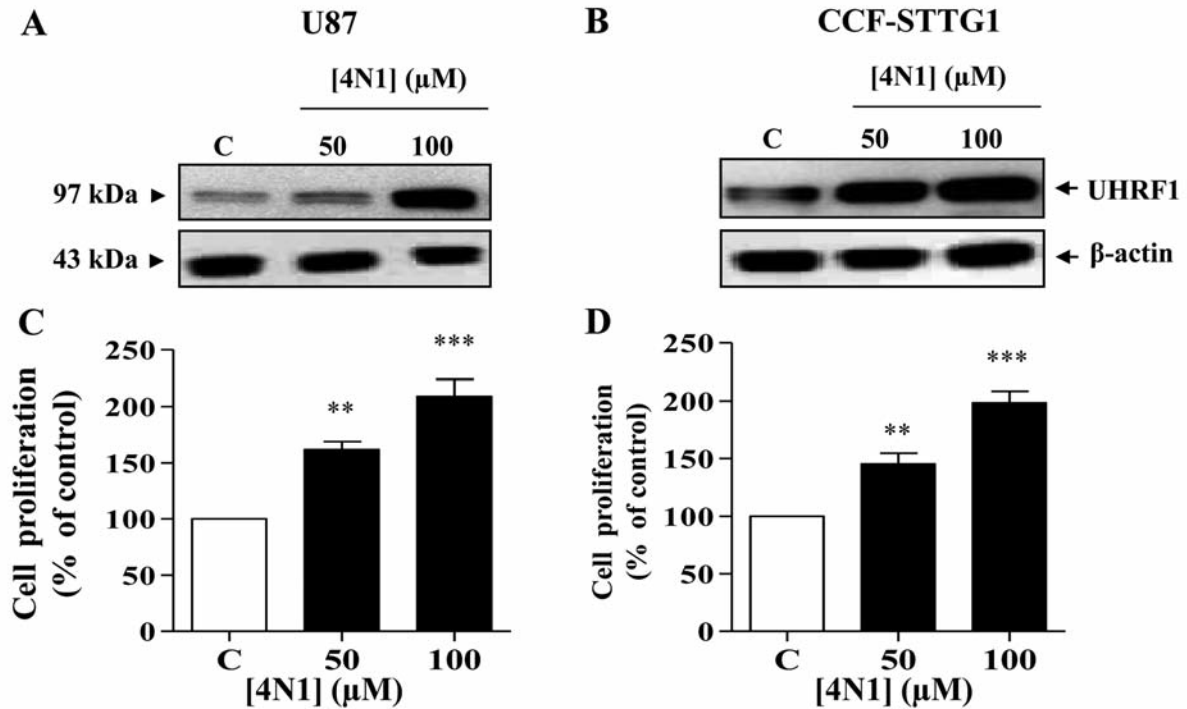 A
U87
B
CCF-STTG1
[4N1] (µM)
[4N1] (µM)
C 50 100
C 50 100
97 kDa
UHRF1
43 kDa
β-actin
C
Cell proliferation
(% of control)
250
200
150
100
50
0
**
***
C 50 100
[4N1] (µM)
D
Cell proliferation
(% of control)
250
200
150
100
50
0
**
***
C 50 100
[4N1] (µM)